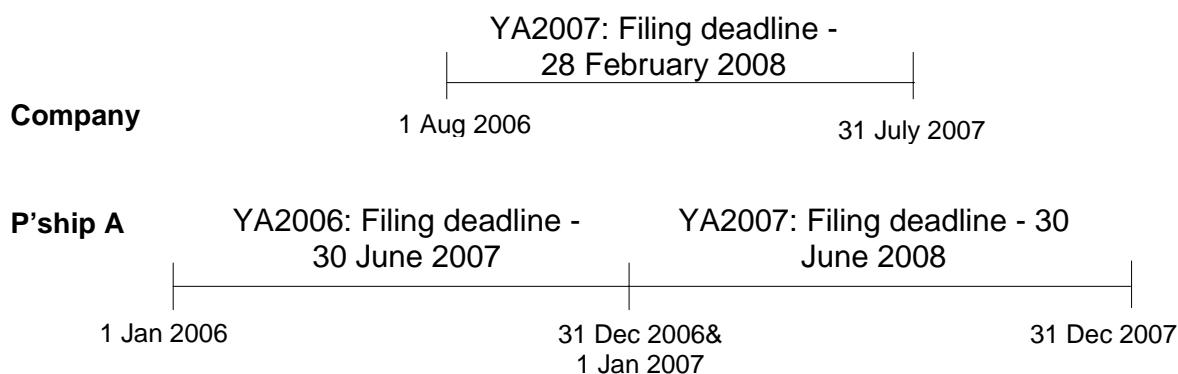 YA2007: Filing deadline -
28 February 2008
Company
1 Aug 2006
31 July 2007
P'ship A
YA2006: Filing deadline -
30 June 2007
YA2007: Filing deadline - 30
June 2008
1 Jan 2006
31 Dec 2006&
1 Jan 2007
31 Dec 2007